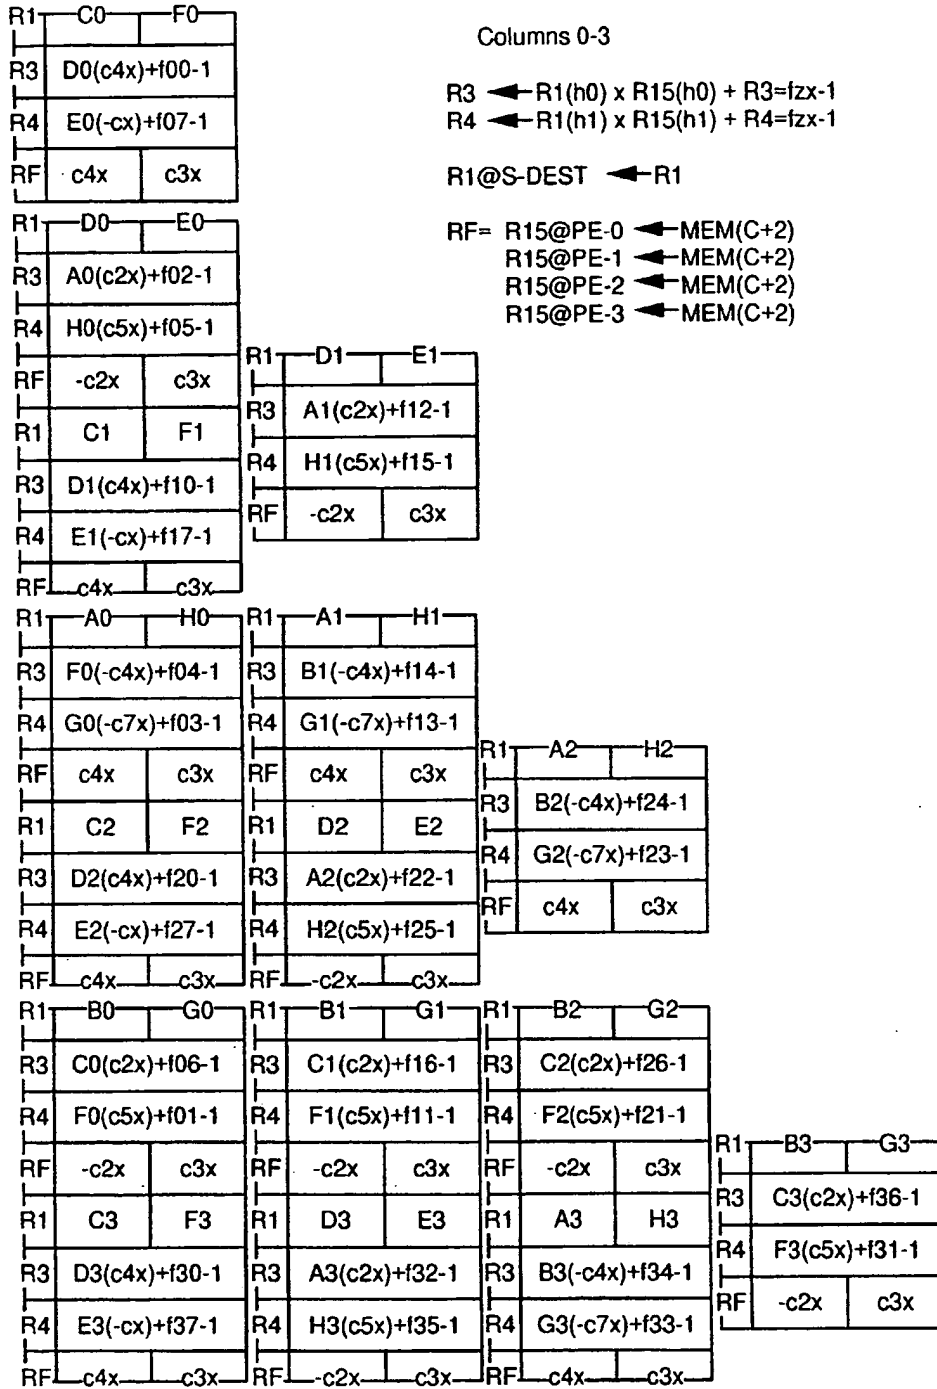 R1 C0 F0
R3 D0(c4x)+f00-1
R4 E0(-cx)+f07-1
RF c4x c3x
Columns 0-3
R3 ← R1(h0) x R15(h0) + R3=fzx-1
R4 ← R1(h1) x R15(h1) + R4=fzx-1
R1@S-DEST ← R1
RF= R15@PE-0 ← MEM(C+2)
R15@PE-1 ← MEM(C+2)
R15@PE-2 ← MEM(C+2)
R15@PE-3 ← MEM(C+2)
R1 D0 E0
R3 A0(c2x)+f02-1
R4 H0(c5x)+f05-1
RF -c2x c3x
R1 C1 F1
R3 D1(c4x)+f10-1
R4 E1(-cx)+f17-1
RF c4x c3x
R1 D1 E1
R3 A1(c2x)+f12-1
R4 H1(c5x)+f15-1
RF -c2x c3x
R1 A0 H0
R3 F0(-c4x)+f04-1
R4 G0(-c7x)+f03-1
RF c4x c3x
R1 C2 F2
R3 D2(c4x)+f20-1
R4 E2(-cx)+f27-1
RF c4x c3x
R1 A1 H1
R3 B1(-c4x)+f14-1
R4 G1(-c7x)+f13-1
RF c4x c3x
R1 D2 E2
R3 A2(c2x)+f22-1
R4 H2(c5x)+f25-1
RF -c2x c3x
R1 A2 H2
R3 B2(-c4x)+f24-1
R4 G2(-c7x)+f23-1
RF c4x c3x
R1 B0 G0
R3 C0(c2x)+f06-1
R4 F0(c5x)+f01-1
RF -c2x c3x
R1 C3 F3
R3 D3(c4x)+f30-1
R4 E3(-cx)+f37-1
RF c4x c3x
R1 B1 G1
R3 C1(c2x)+f16-1
R4 F1(c5x)+f11-1
RF -c2x c3x
R1 D3 E3
R3 A3(c2x)+f32-1
R4 H3(c5x)+f35-1
RF -c2x c3x
R1 B2 G2
R3 C2(c2x)+f26-1
R4 F2(c5x)+f21-1
RF -c2x c3x
R1 A3 H3
R3 B3(-c4x)+f34-1
R4 G3(-c7x)+f33-1
RF c4x c3x
R1 B3 G3
R3 C3(c2x)+f36-1
R4 F3(c5x)+f31-1
RF -c2x c3x